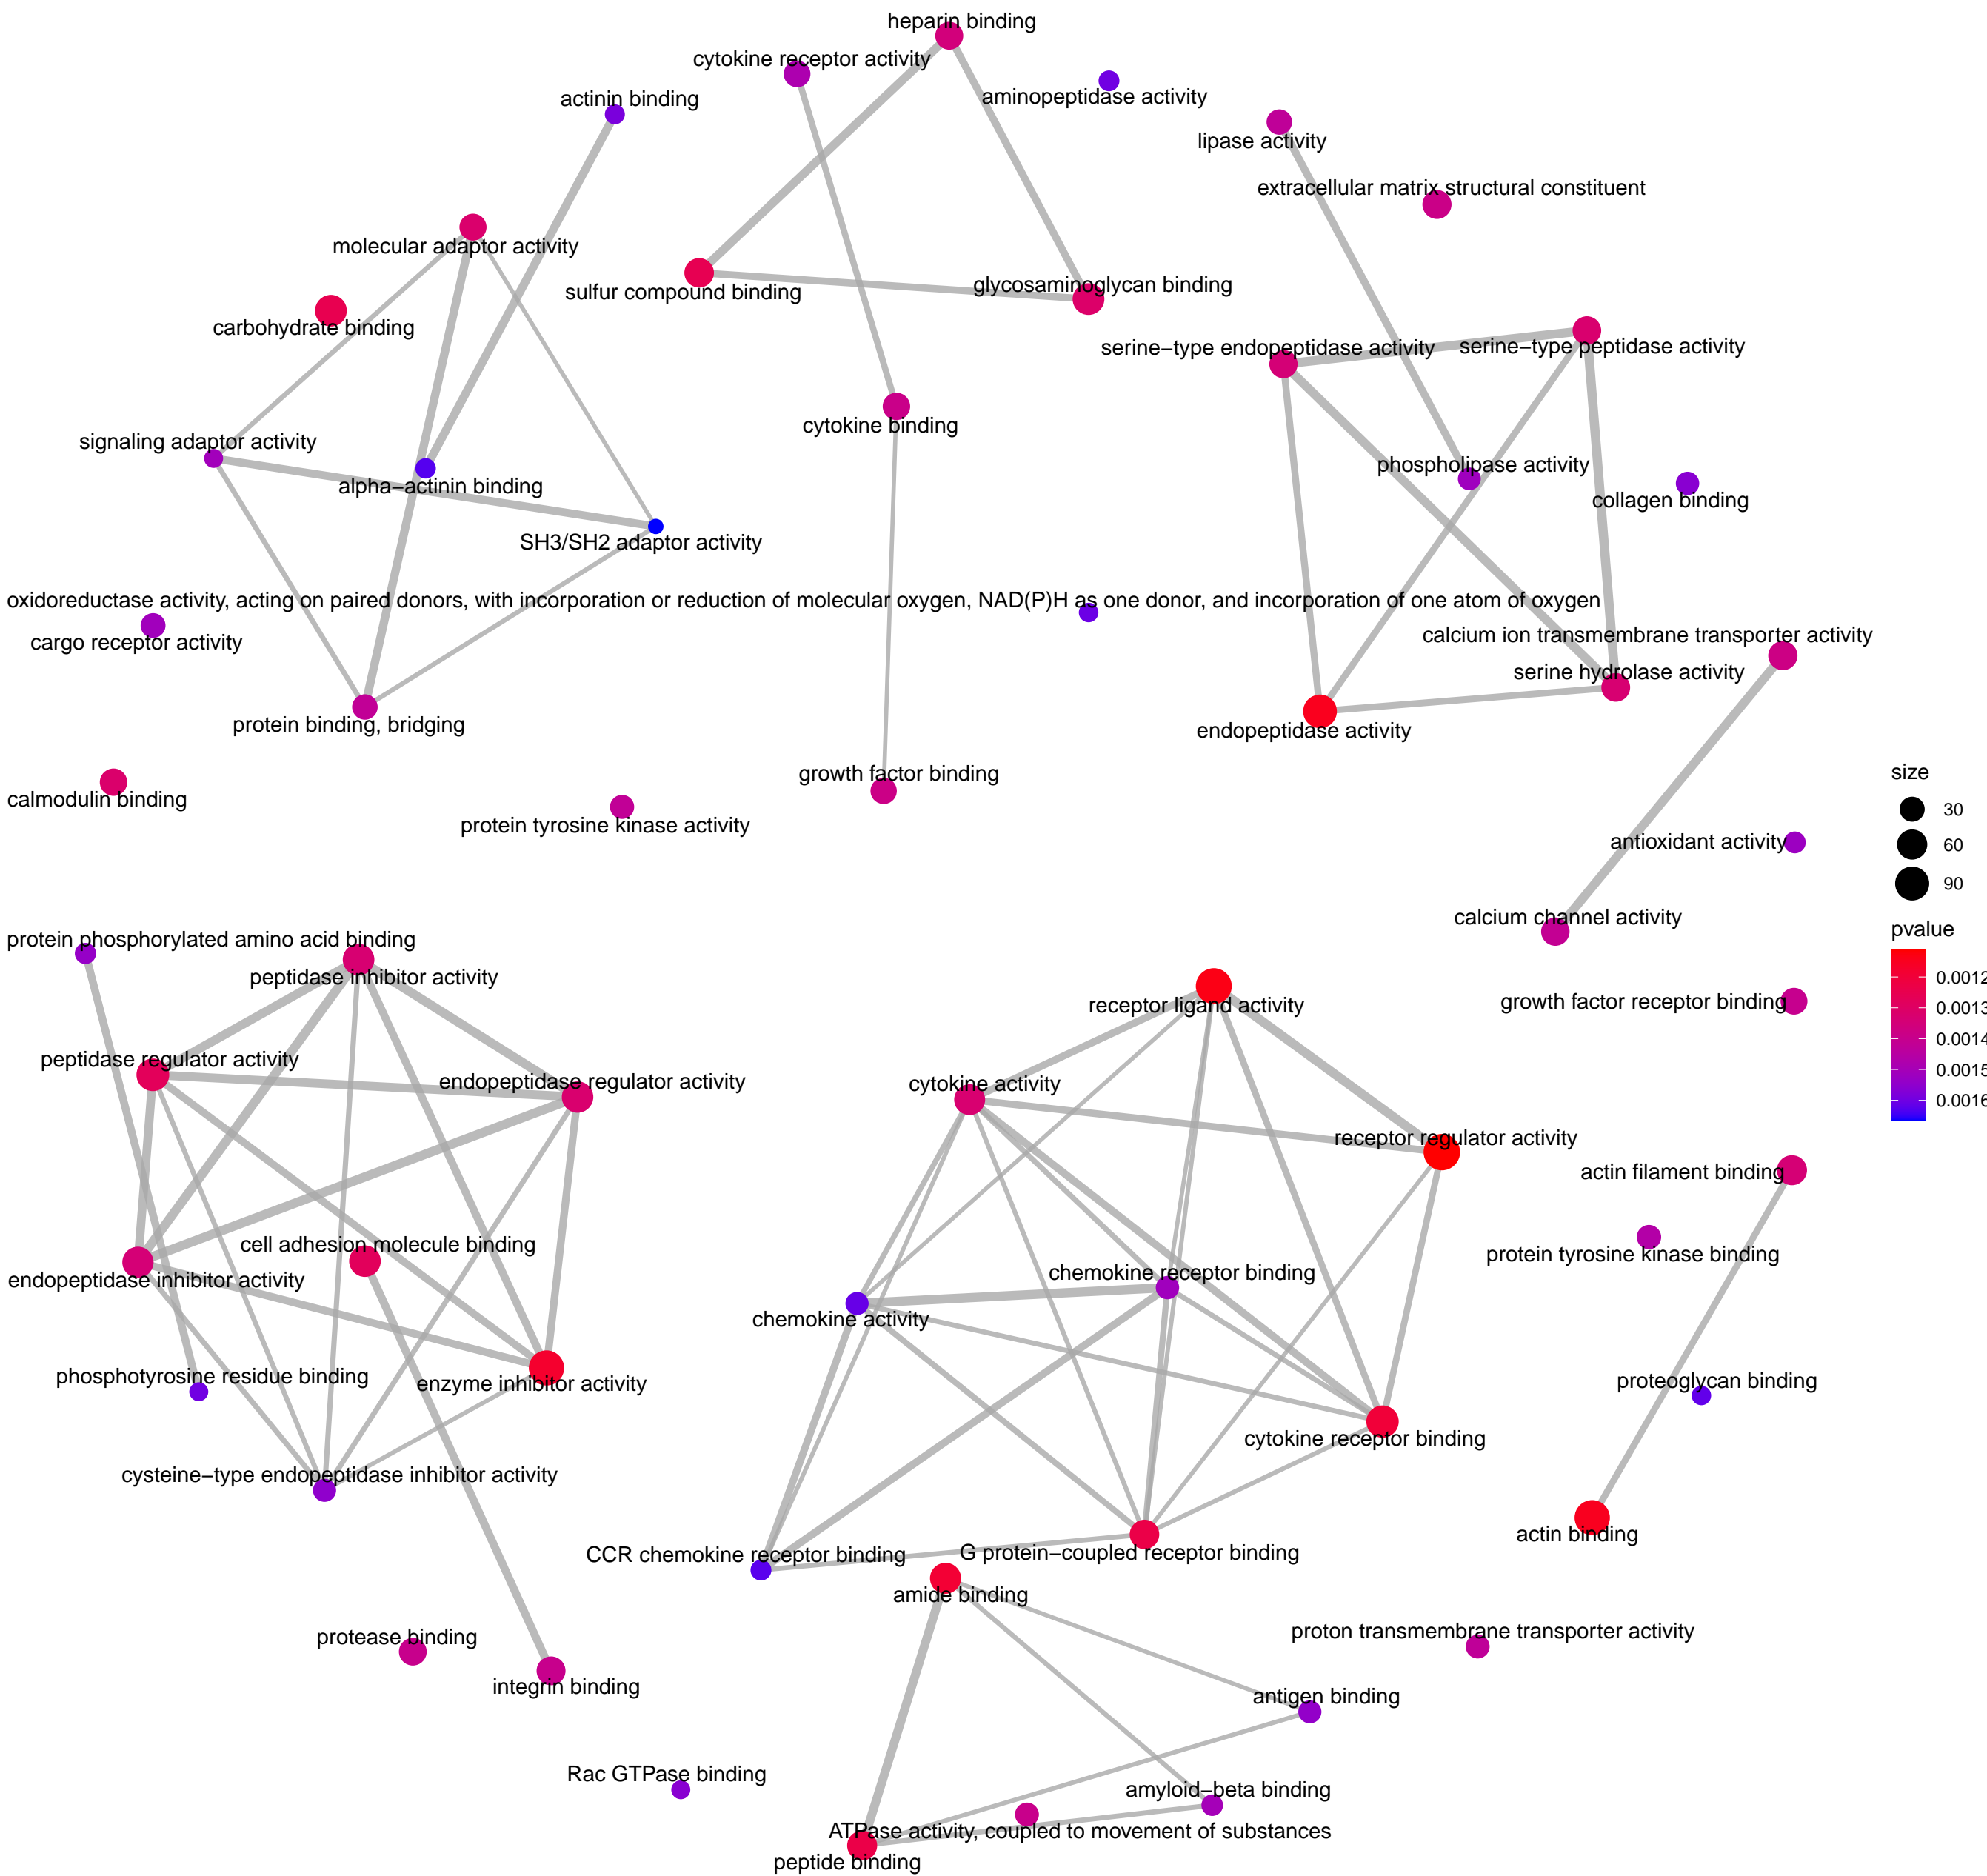 heparin binding
cytokine receptor activity
actinin binding
aminopeptidase activity
lipase activity
extracellular matrix structural constituent
molecular adaptor activity
sulfur compound binding
glycosaminoglycan binding
carbohydrate binding
serine−type endopeptidase activity
serine−type peptidase activity
cytokine binding
signaling adaptor activity
phospholipase activity
alpha−actinin binding
collagen binding
SH3/SH2 adaptor activity
oxidoreductase activity, acting on paired donors, with incorporation or reduction of molecular oxygen, NAD(P)H as one donor, and incorporation of one atom of oxygen
cargo receptor activity
calcium ion transmembrane transporter activity
serine hydrolase activity
protein binding, bridging
endopeptidase activity
growth factor binding
calmodulin binding
protein tyrosine kinase activity
size
30
60
90
antioxidant activity
calcium channel activity
pvalue
0.0012
0.0013
0.0014
0.0015
0.0016
protein phosphorylated amino acid binding
peptidase inhibitor activity
receptor ligand activity
growth factor receptor binding
peptidase regulator activity
endopeptidase regulator activity
cytokine activity
receptor regulator activity
actin filament binding
cell adhesion molecule binding
protein tyrosine kinase binding
endopeptidase inhibitor activity
chemokine receptor binding
chemokine activity
phosphotyrosine residue binding
enzyme inhibitor activity
proteoglycan binding
cytokine receptor binding
cysteine−type endopeptidase inhibitor activity
actin binding
CCR chemokine receptor binding
G protein−coupled receptor binding
amide binding
protease binding
proton transmembrane transporter activity
integrin binding
antigen binding
Rac GTPase binding
amyloid−beta binding
ATPase activity, coupled to movement of substances
peptide binding